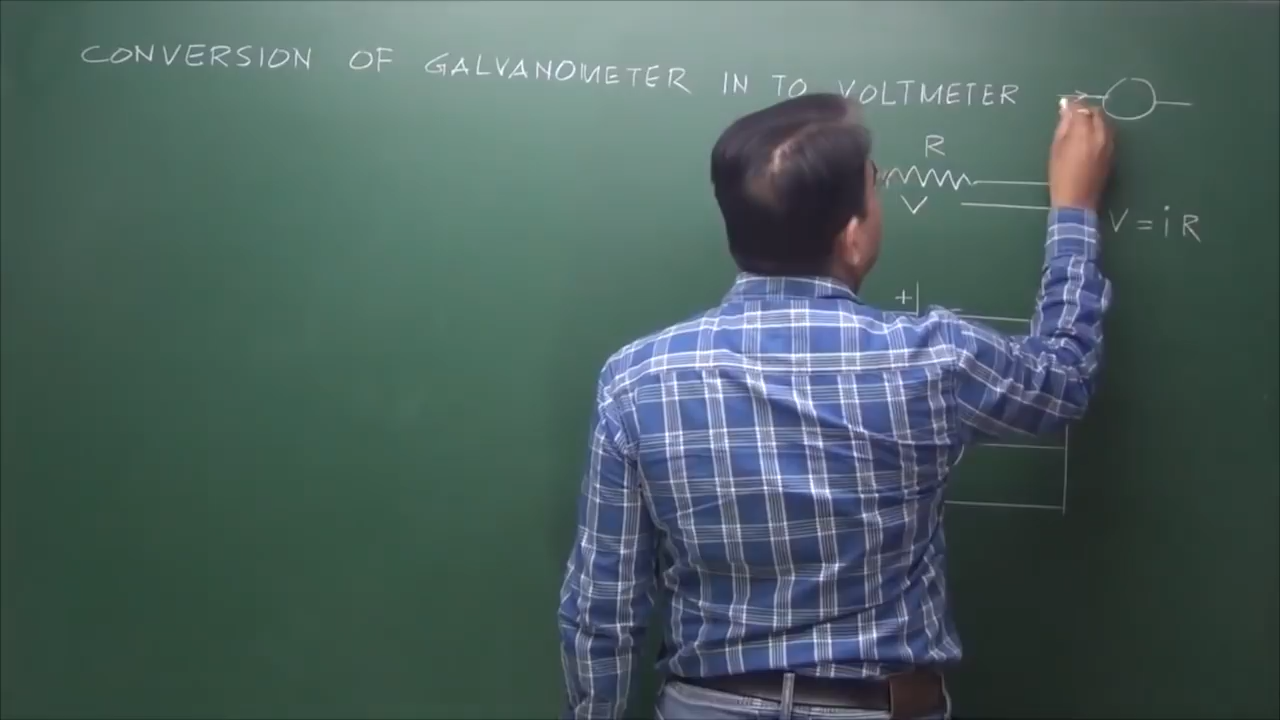 CONVERSION OF GALVANOMETER IN TO VOLTMETER
R
V
V = i R
+